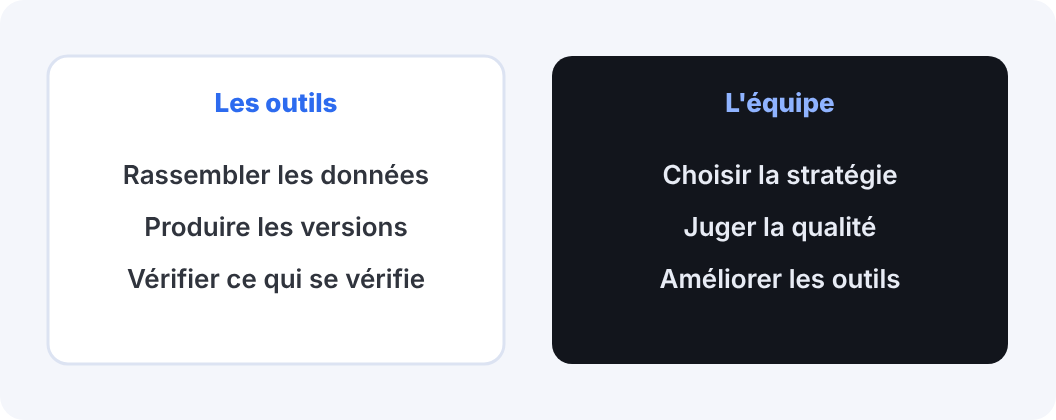 Les outils
Rassembler les données
Produire les versions
Vérifier ce qui se vérifie
L'équipe
Choisir la stratégie
Juger la qualité
Améliorer les outils